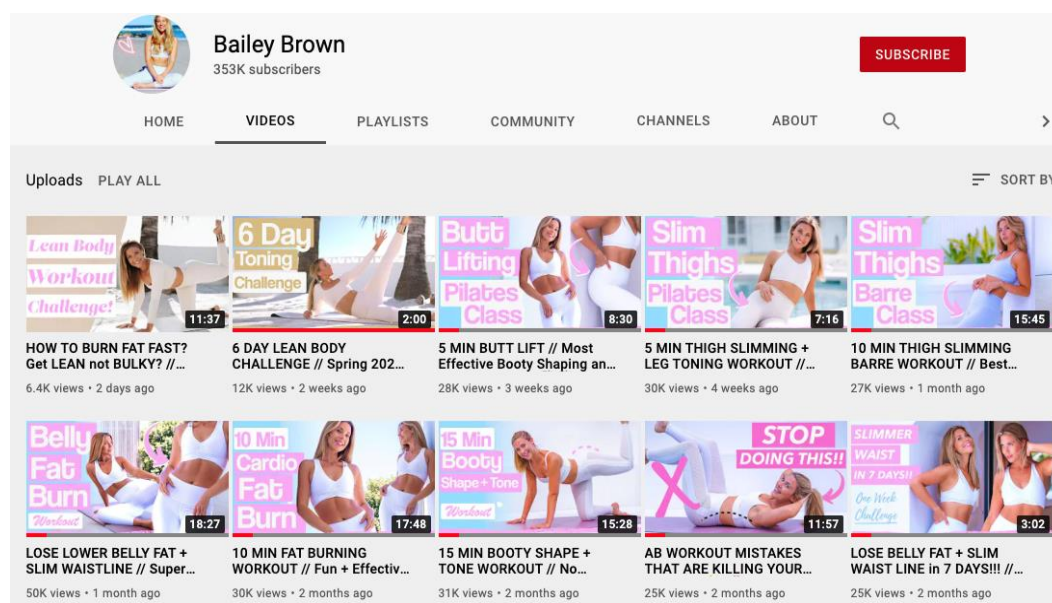 Bailey Brown
353K subscribers
SUBSCRIBE
HOME VIDEOS PLAYLISTS COMMUNITY CHANNELS ABOUT
Uploads PLAY ALL SORT BY
Lean Body
Workout
Challenge!
11:37
6 Day
Toning
Challenge
2:00
Butt
Lifting
Pilates
Class
8:30
Slim
Thighs
Pilates
Class
7:16
Slim
Thighs
Barre
Class
15:45
HOW TO BURN FAT FAST?
Get LEAN not BULKY? //...
6.4K views • 2 days ago
6 DAY LEAN BODY
CHALLENGE // Spring 202...
12K views • 2 weeks ago
5 MIN BUTT LIFT // Most
Effective Booty Shaping an...
28K views • 3 weeks ago
5 MIN THIGH SLIMMING +
LEG TONING WORKOUT //...
30K views • 4 weeks ago
10 MIN THIGH SLIMMING
BARRE WORKOUT // Best...
27K views • 1 month ago
Belly
Fat
Burn
Workout
18:27
10 Min
Cardio
Fat
Burn
17:48
15 Min
Booty
Shape + Tone
Workout
15:28
STOP
DOING THIS!!
11:57
SLIMMER
WAIST
IN 7 DAYS!!
One Week
Challenge
3:02
LOSE LOWER BELLY FAT +
SLIM WAISTLINE // Super...
50K views • 1 month ago
10 MIN FAT BURNING
WORKOUT // Fun + Effectiv...
30K views • 2 months ago
15 MIN BOOTY SHAPE +
TONE WORKOUT // No...
31K views • 2 months ago
AB WORKOUT MISTAKES
THAT ARE KILLING YOUR...
25K views • 2 months ago
LOSE BELLY FAT + SLIM
WAIST LINE in 7 DAYS!!! //...
25K views • 2 months ago